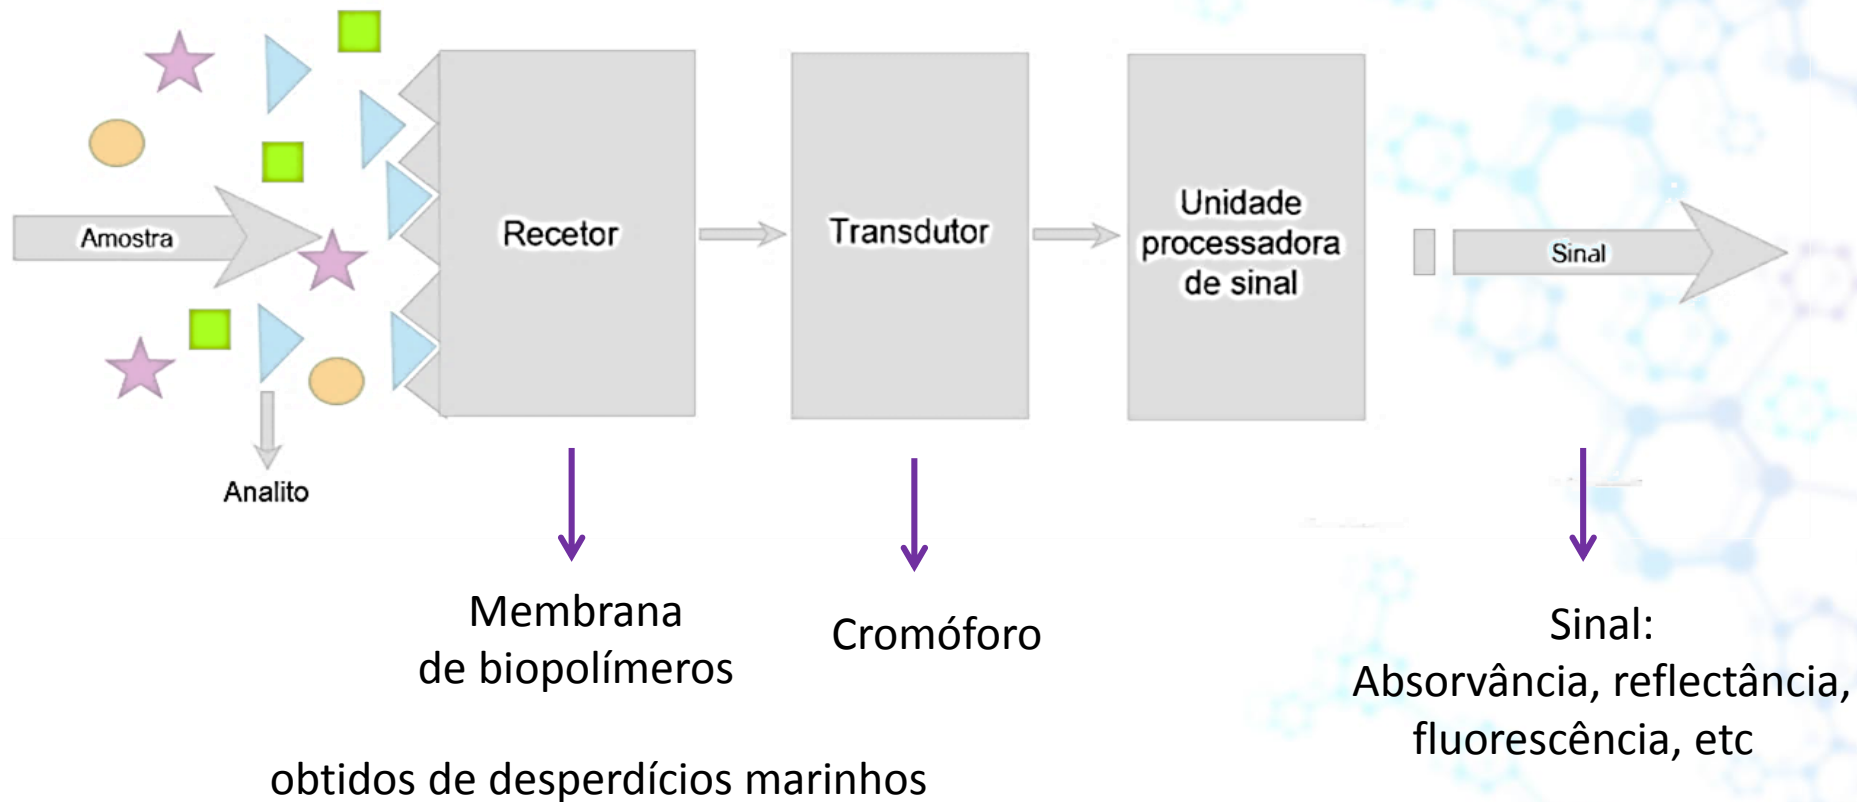 Amostra
Analito
Recetor
Transdutor
Unidade
processadora
de sinal
Sinal
Membrana
de biopolímeros
obtidos de desperdícios marinhos
Cromóforo
Sinal:
Absorvância, reflectância,
fluorescência, etc